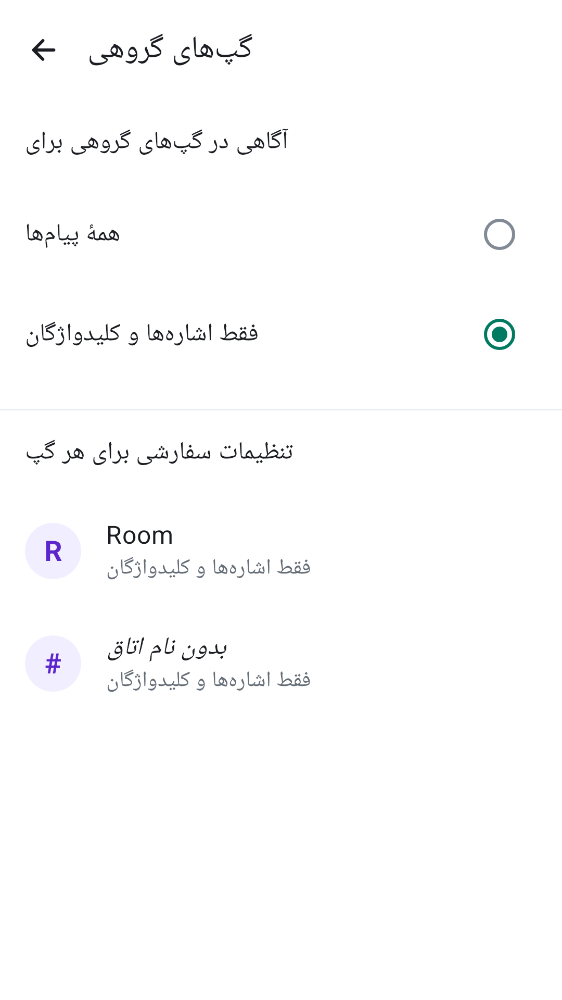 گپ‌های گروهی
آگاهی در گپ‌های گروهی برای
همهٔ پیام‌ها
فقط اشاره‌ها و کلیدواژگان
تنظیمات سفارشی برای هر گپ
R
Room
فقط اشاره‌ها و کلیدواژگان
#
بدون نام اتاق
فقط اشاره‌ها و کلیدواژگان